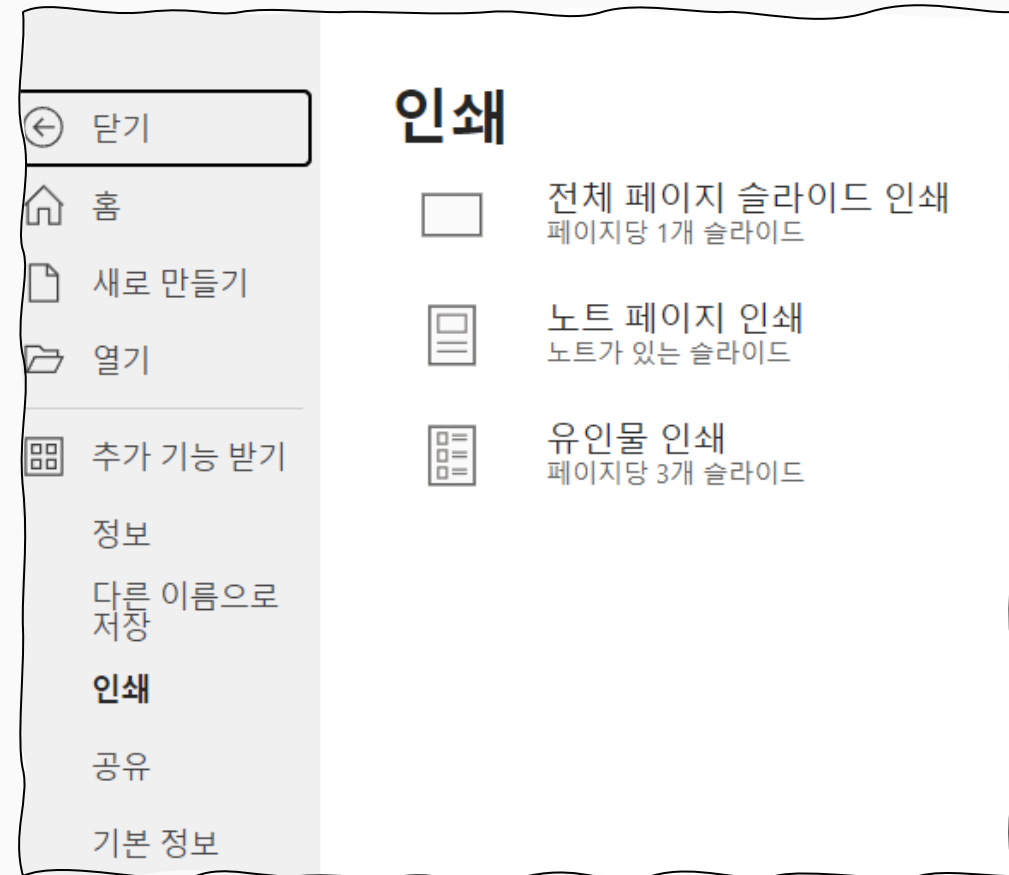 닫기
홈
새로 만들기
열기
추가 기능 받기
정보
다른 이름으로
저장
인쇄
공유
기본 정보
인쇄
전체 페이지 슬라이드 인쇄
페이지당 1개 슬라이드
노트 페이지 인쇄
노트가 있는 슬라이드
유인물 인쇄
페이지당 3개 슬라이드